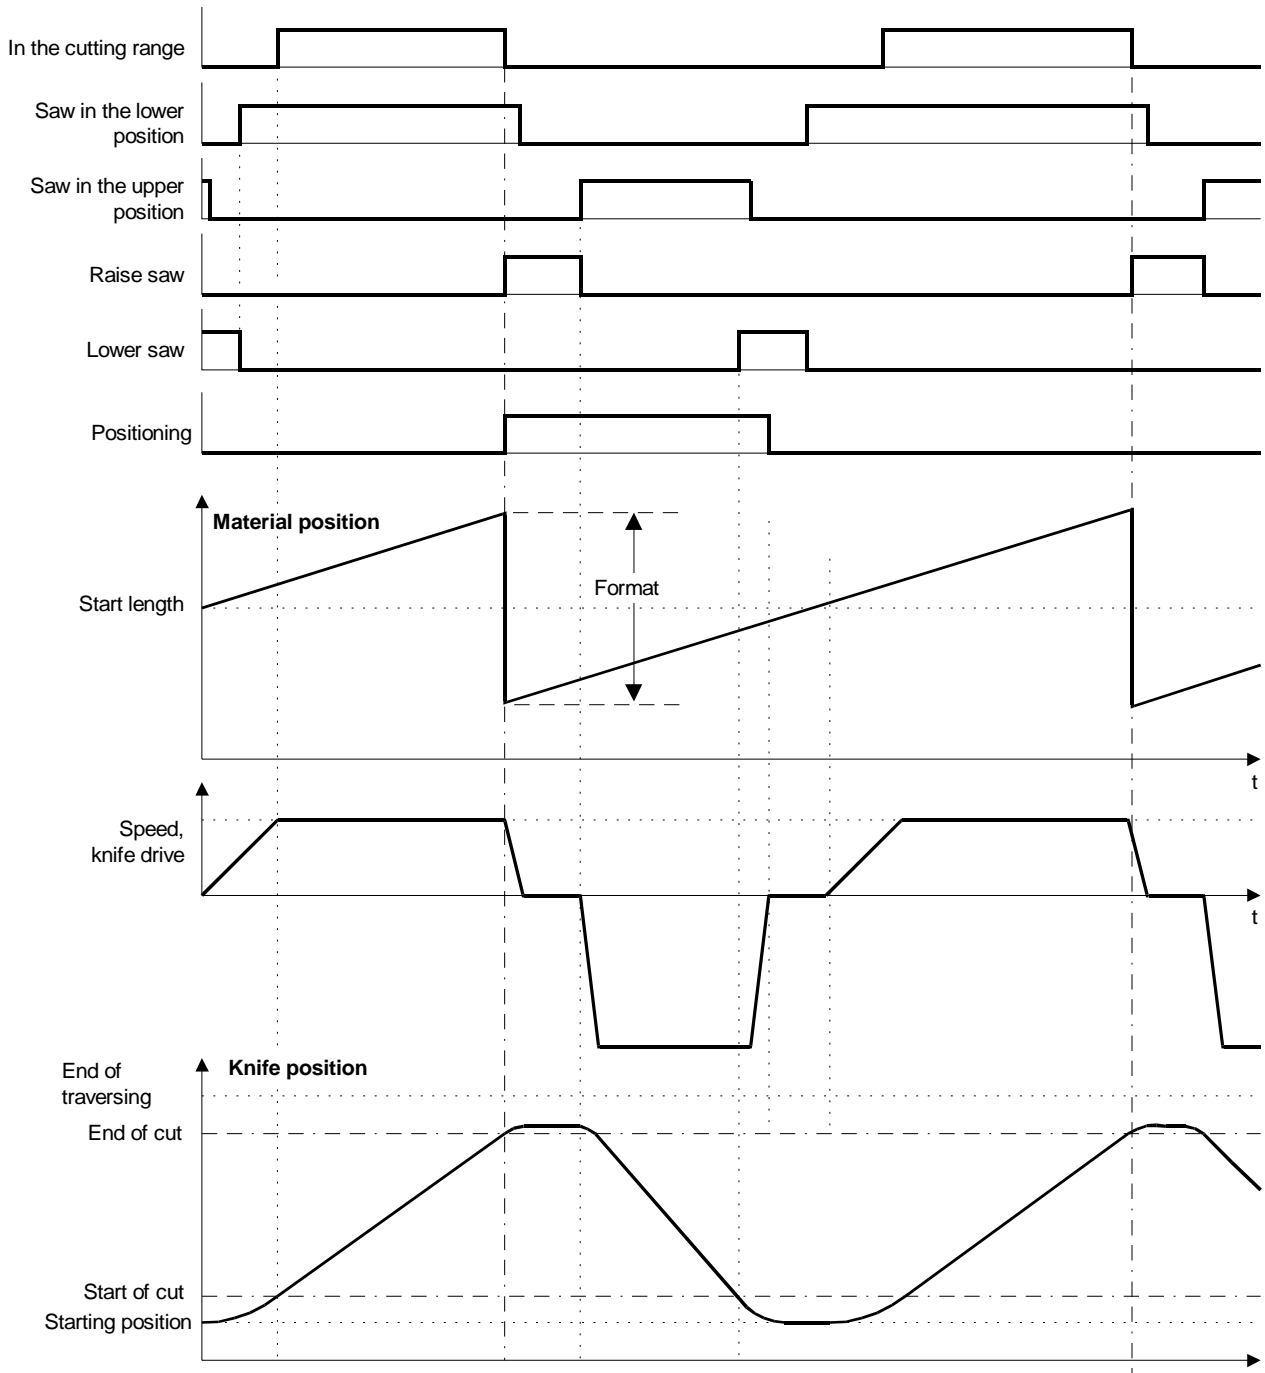 In the cutting range
Saw in the lower
position
Saw in the upper
position
Raise saw
Lower saw
Positioning
Material position
Format
Start length
t
Speed,
knife drive
t
End of
traversing
Knife position
End of cut
Start of cut
Starting position